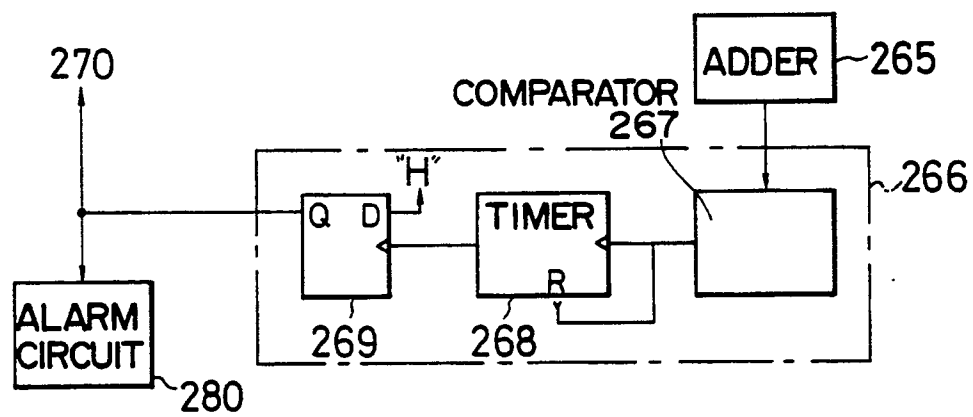 270
ADDER
265
COMPARATOR
267
266
"H"
Q D
TIMER
R
269
268
ALARM
CIRCUIT
280